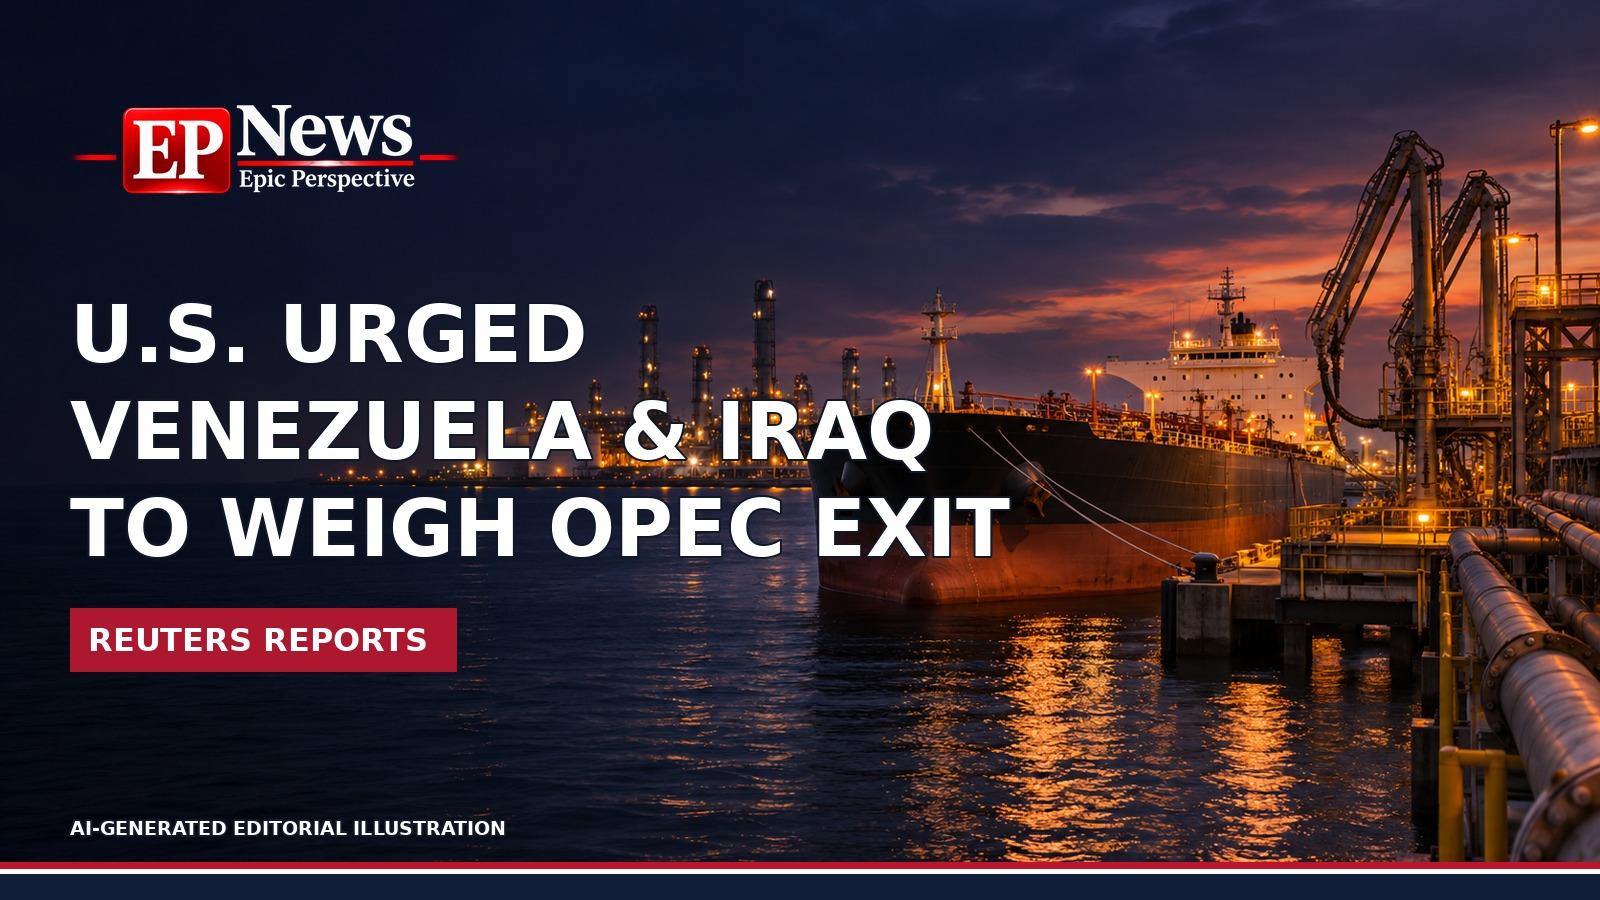 EP News
Epic Perspective
U.S. URGED
VENEZUELA & IRAQ
TO WEIGH OPEC EXIT
REUTERS REPORTS
AI-GENERATED EDITORIAL ILLUSTRATION